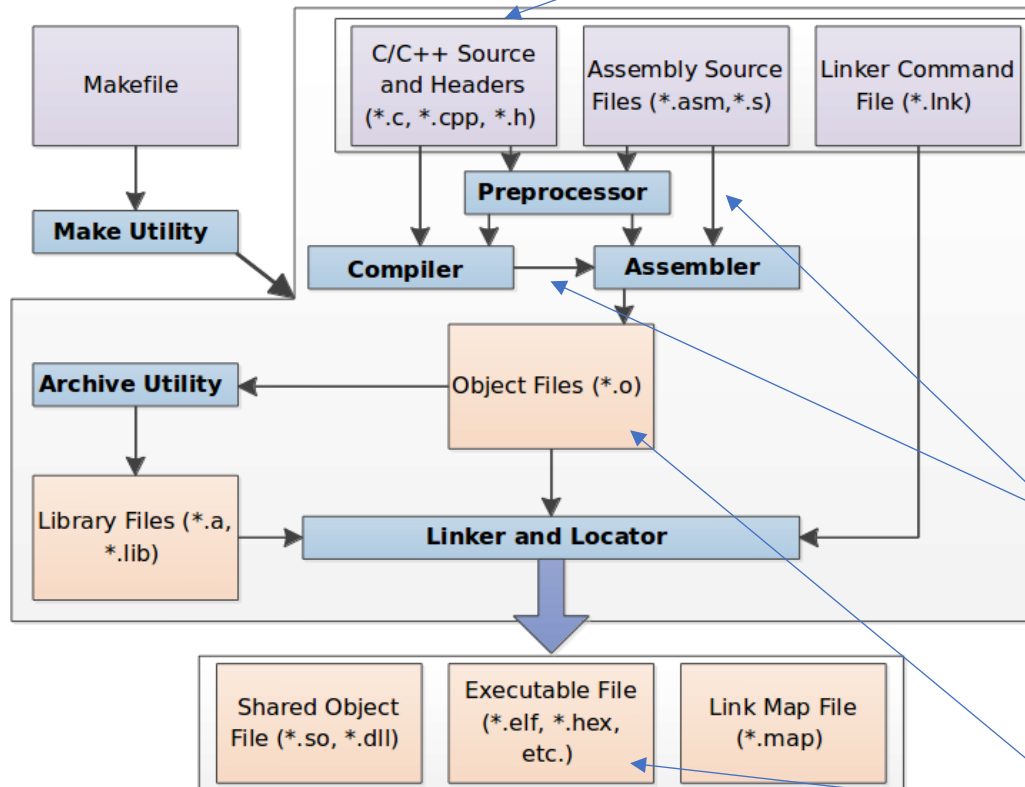 Makefile
C/C++ Source
and Headers
(*.c, *.cpp, *.h)
Assembly Source
Files (*.asm,*.s)
Linker Command
File (*.lnk)
Preprocessor
Make Utility
Compiler
Assembler
Archive Utility
Object Files (*.o)
Library Files (*.a,
*.lib)
Linker and Locator
Shared Object
File (*.so, *.dll)
Executable File
(*.elf, *.hex,
etc.)
Link Map File
(*.map)